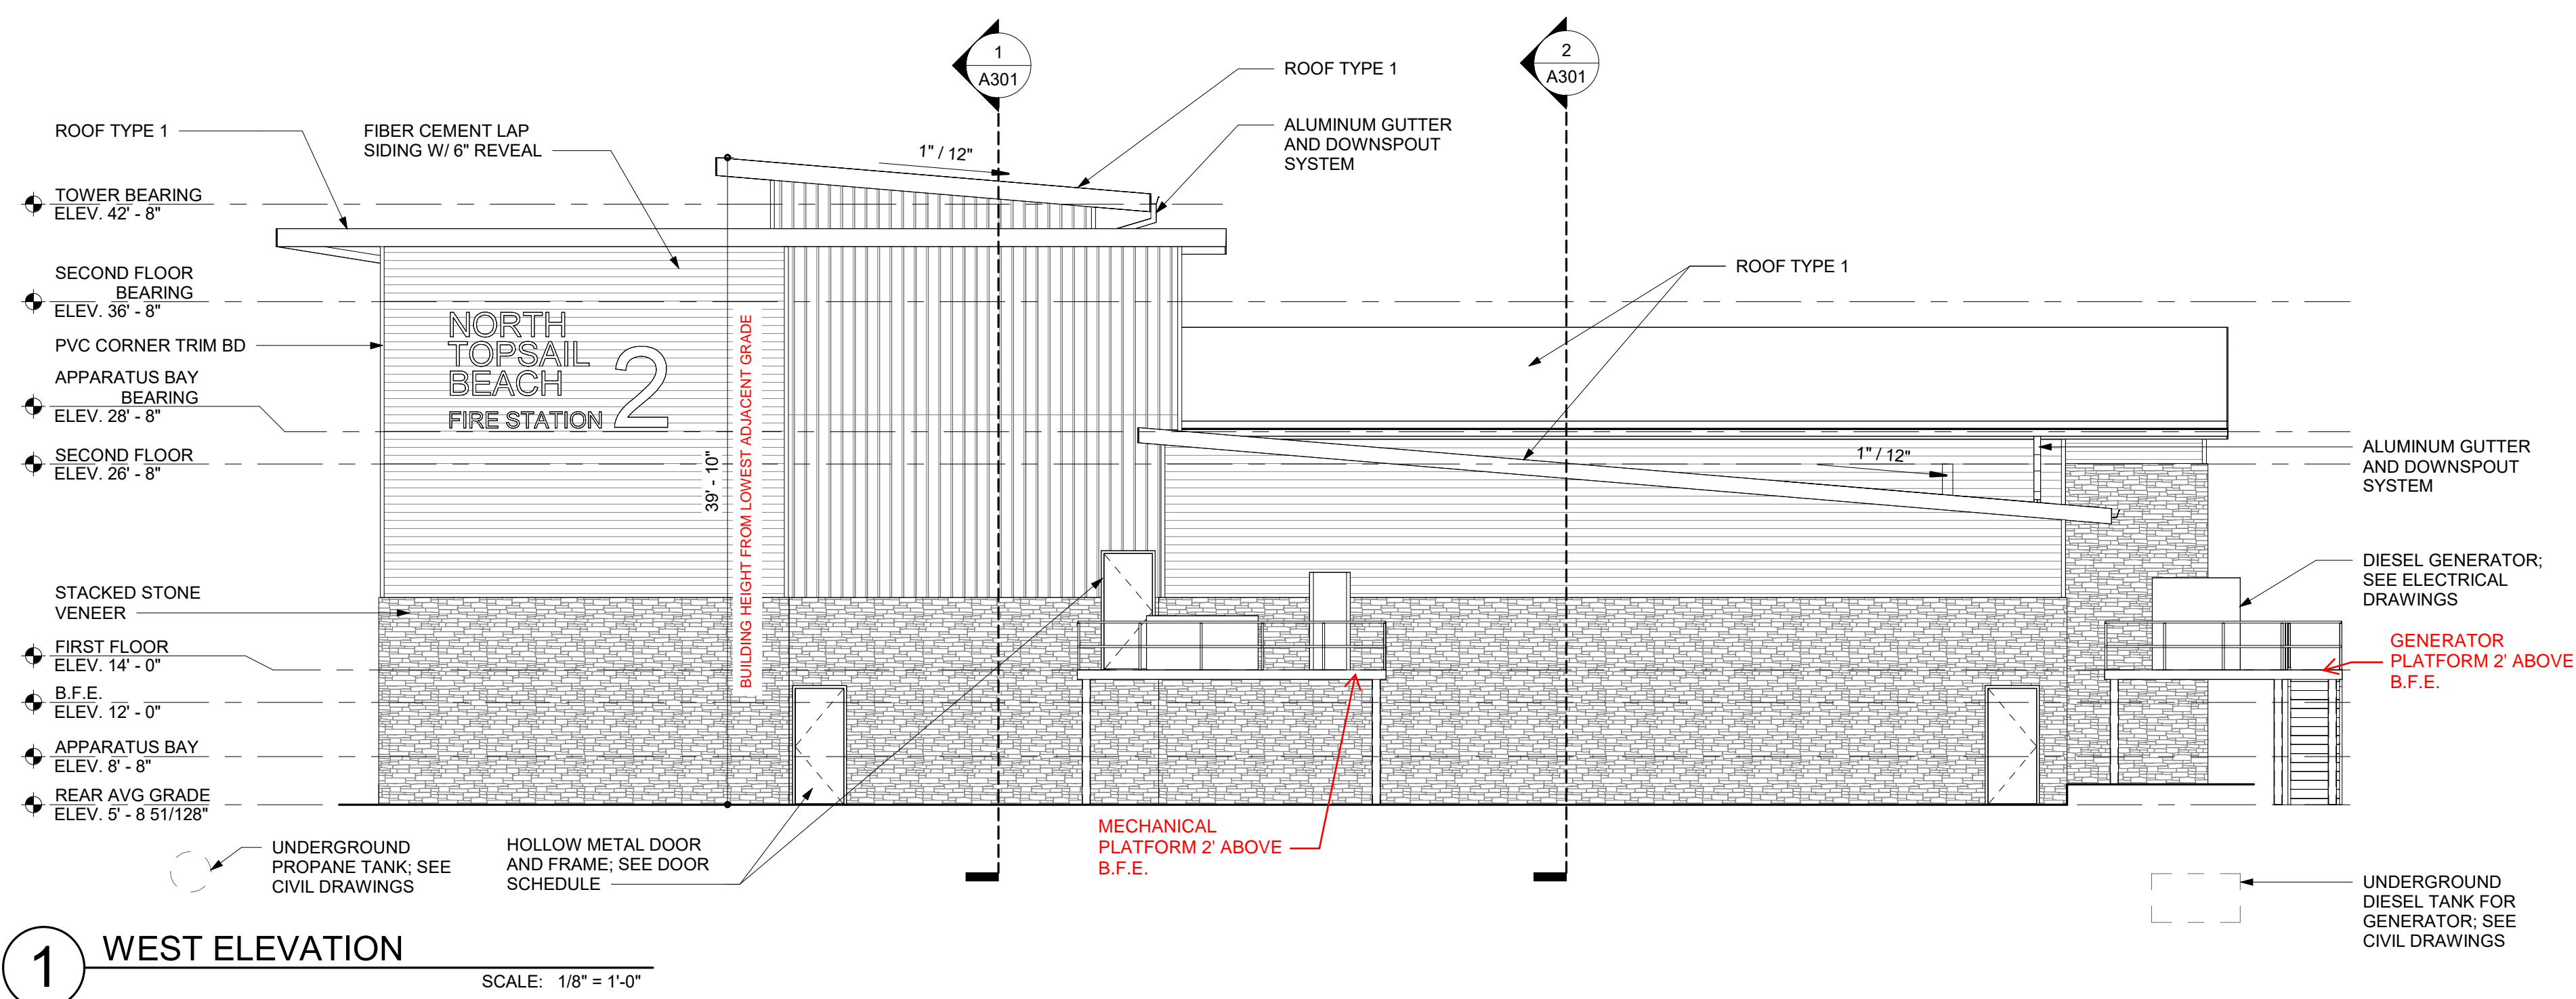 1
A301
2
A301
ROOF TYPE 1
ALUMINUM GUTTER
AND DOWNSPOUT
SYSTEM
ROOF TYPE 1
FIBER CEMENT LAP
SIDING W/ 6" REVEAL
1" / 12"
TOWER BEARING
ELEV. 42' - 8"
SECOND FLOOR
BEARING
ELEV. 36' - 8"
ROOF TYPE 1
PVC CORNER TRIM BD
APPARATUS BAY
BEARING
ELEV. 28' - 8"
SECOND FLOOR
ELEV. 26' - 8"
NORTH
TOPSAIL
BEACH
FIRE STATION
2
39' - 10"
BUILDING HEIGHT FROM LOWEST ADJACENT GRADE
1" / 12"
ALUMINUM GUTTER
AND DOWNSPOUT
SYSTEM
STACKED STONE
VENEER
DIESEL GENERATOR;
SEE ELECTRICAL
DRAWINGS
FIRST FLOOR
ELEV. 14' - 0"
GENERATOR
PLATFORM 2' ABOVE
B.F.E.
B.F.E.
ELEV. 12' - 0"
APPARATUS BAY
ELEV. 8' - 8"
REAR AVG GRADE
ELEV. 5' - 8 51/128"
UNDERGROUND
PROPANE TANK; SEE
CIVIL DRAWINGS
HOLLOW METAL DOOR
AND FRAME; SEE DOOR
SCHEDULE
MECHANICAL
PLATFORM 2' ABOVE
B.F.E.
UNDERGROUND
DIESEL TANK FOR
GENERATOR; SEE
CIVIL DRAWINGS
1
WEST ELEVATION
SCALE: 1/8" = 1'-0"